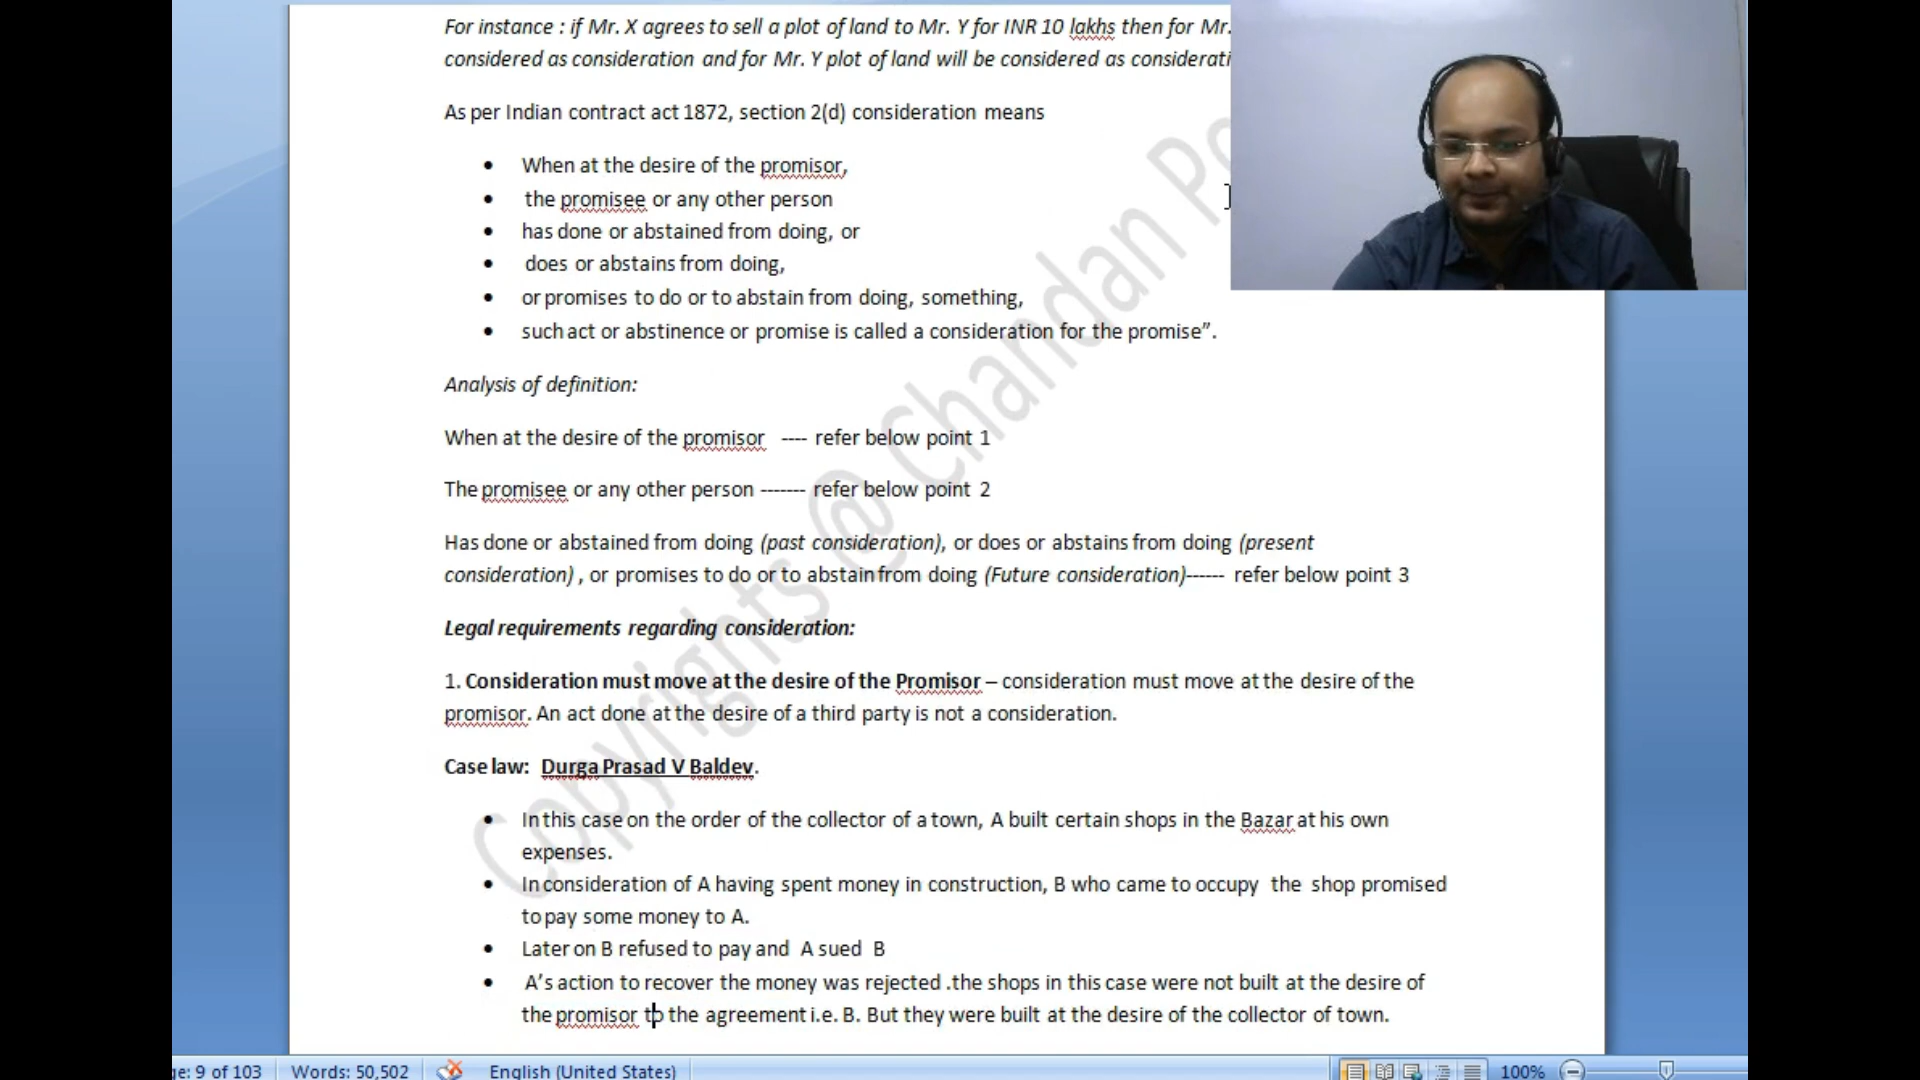 For instance : if Mr. X agrees to sell a plot of land to Mr. Y for INR 10 lakhs then for Mr.
considered as consideration and for Mr. Y plot of land will be considered as considerati
As per Indian contract act 1872, section 2(d) consideration means
• When at the desire of the promisor,
• the promisee or any other person
• has done or abstained from doing, or
• does or abstains from doing,
• or promises to do or to abstain from doing, something,
• such act or abstinence or promise is called a consideration for the promise”.
Analysis of definition:
When at the desire of the promisor ---- refer below point 1
The promisee or any other person ------- refer below point 2
Has done or abstained from doing (past consideration), or does or abstains from doing (present
consideration) , or promises to do or to abstain from doing (Future consideration)------ refer below point 3
Legal requirements regarding consideration:
1. Consideration must move at the desire of the Promisor – consideration must move at the desire of the
promisor. An act done at the desire of a third party is not a consideration.
Case law: Durga Prasad V Baldev.
• In this case on the order of the collector of a town, A built certain shops in the Bazar at his own
expenses.
• In consideration of A having spent money in construction, B who came to occupy the shop promised
to pay some money to A.
• Later on B refused to pay and A sued B
• A’s action to recover the money was rejected .the shops in this case were not built at the desire of
the promisor to the agreement i.e. B. But they were built at the desire of the collector of town.
Copyrights @ Chandan Po
ge: 9 of 103 Words: 50,502 English (United States) 100%